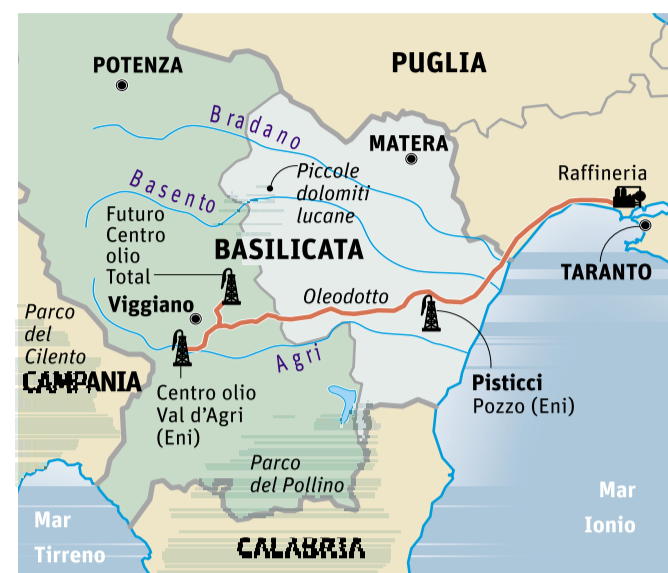 POTENZA
PUGLIA
Bradano
MATERA
Piccole
dolomiti
lucane
Raffineria
Basento
Futuro
Centro
olio
Total
BASILICATA
TARANTO
Oleodotto
Viggiano
Parco
del
Cilento
CAMPANIA
Agri
Centro olio
Val d'Agri
(Eni)
Pisticci
Pozzo (Eni)
Parco
del Pollino
Mar
Ionio
Mar
Tirreno
CALABRIA